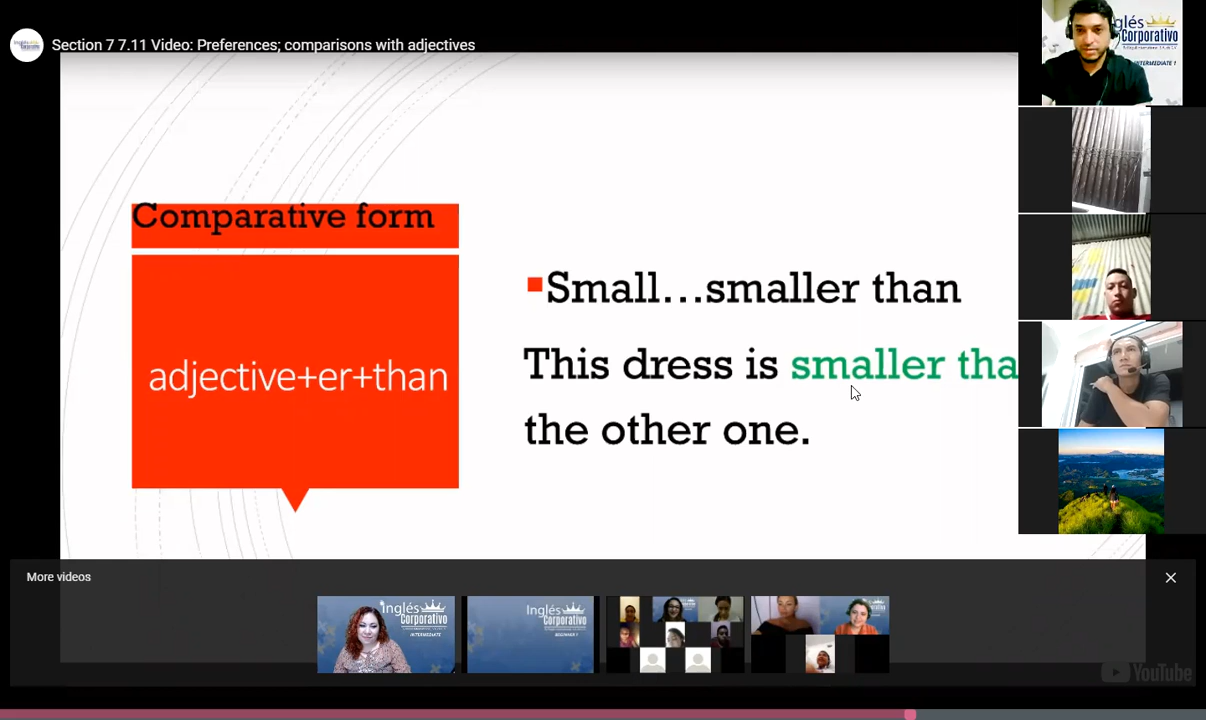 Section 7 7.11 Video: Preferences; comparisons with adjectives
Inglés
Corporativo
INTERMEDIATE 1
Comparative form
adjective+er+than
Small...smaller than
This dress is smaller tha
the other one.
More videos
Inglés
Corporativo
INTERMEDIATE
Inglés
Corporativo
BEGINNER 1
YouTube